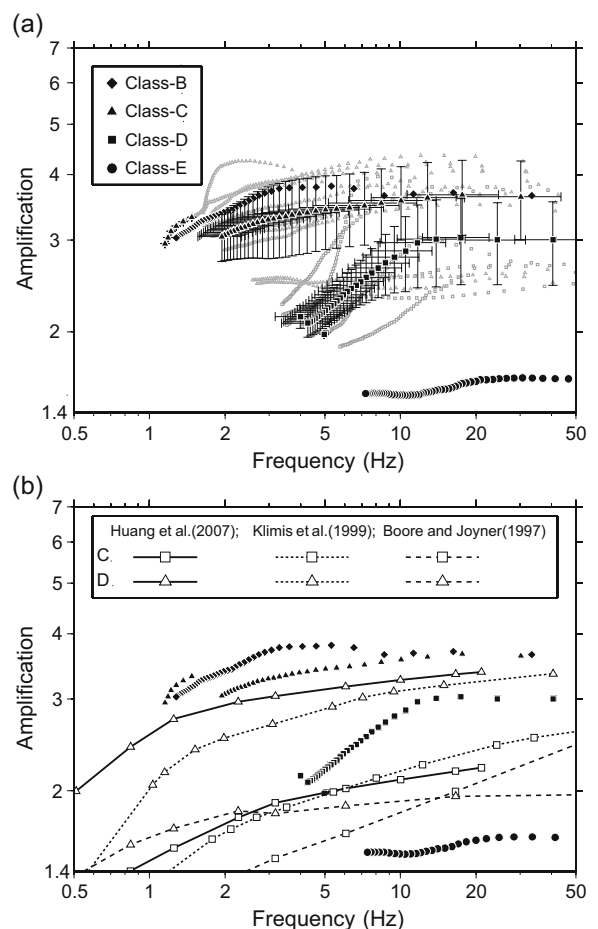 (a)
7
6
5
4
3
2
1.4
Amplification
Class-B
Class-C
Class-D
Class-E
0.5 1 2 5 10 20 50
Frequency (Hz)
(b)
7
6
5
4
3
2
1.4
Amplification
Huang et al.(2007); Klimis et al.(1999); Boore and Joyner(1997)
C.
D.
0.5 1 2 5 10 20 50
Frequency (Hz)